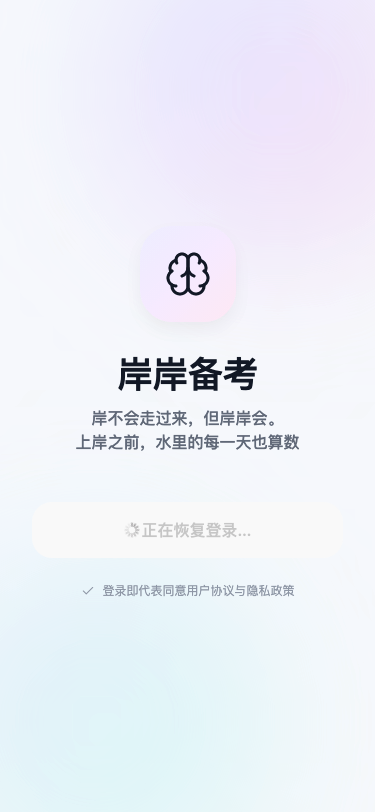 岸岸备考
岸不会走过来，但岸岸会。
上岸之前，水里的每一天也算数
正在恢复登录...
登录即代表同意用户协议与隐私政策